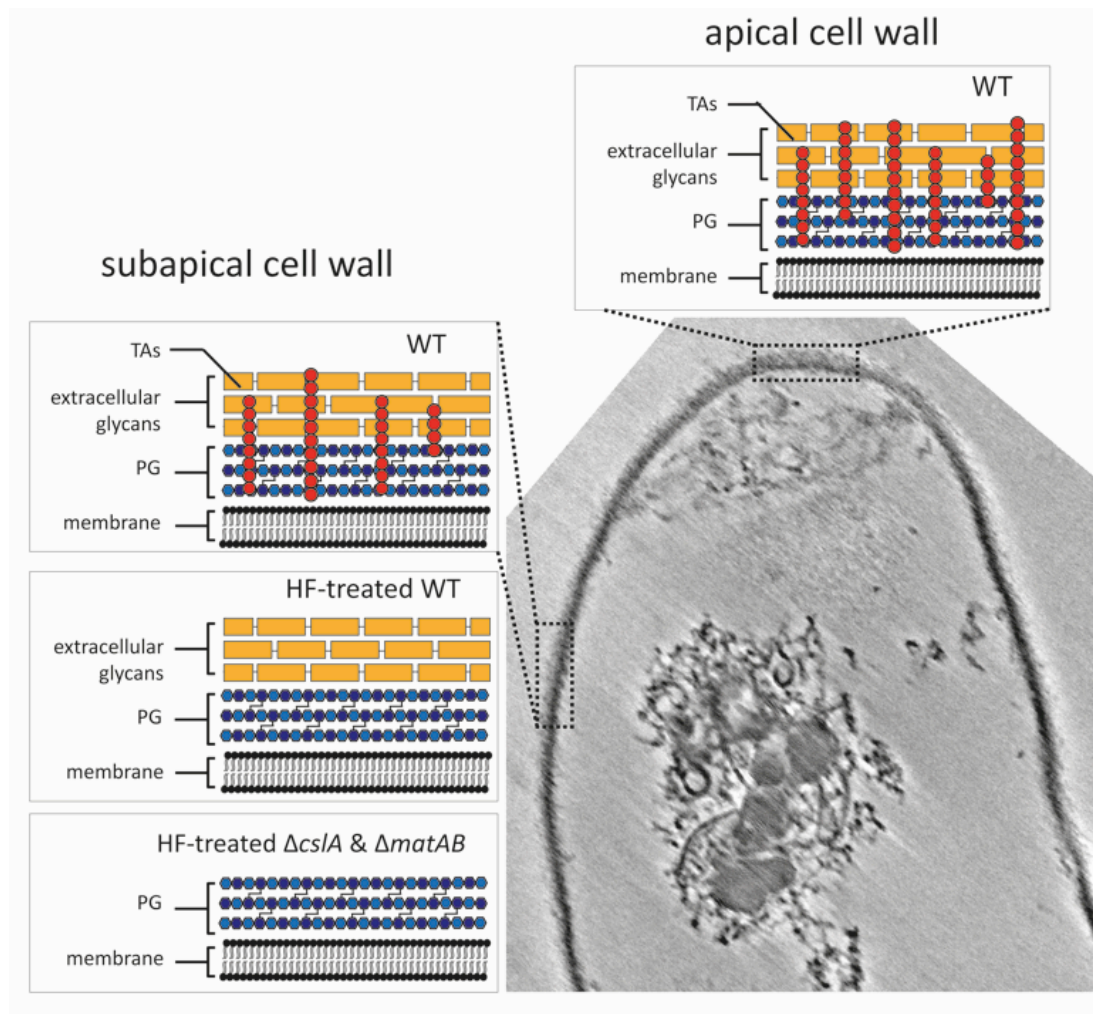 apical cell wall
WT
TAs
extracellular
glycans
PG
membrane
subapical cell wall
WT
TAs
extracellular
glycans
PG
membrane
HF-treated WT
extracellular
glycans
PG
membrane
HF-treated ΔcslA & ΔmatAB
PG
membrane